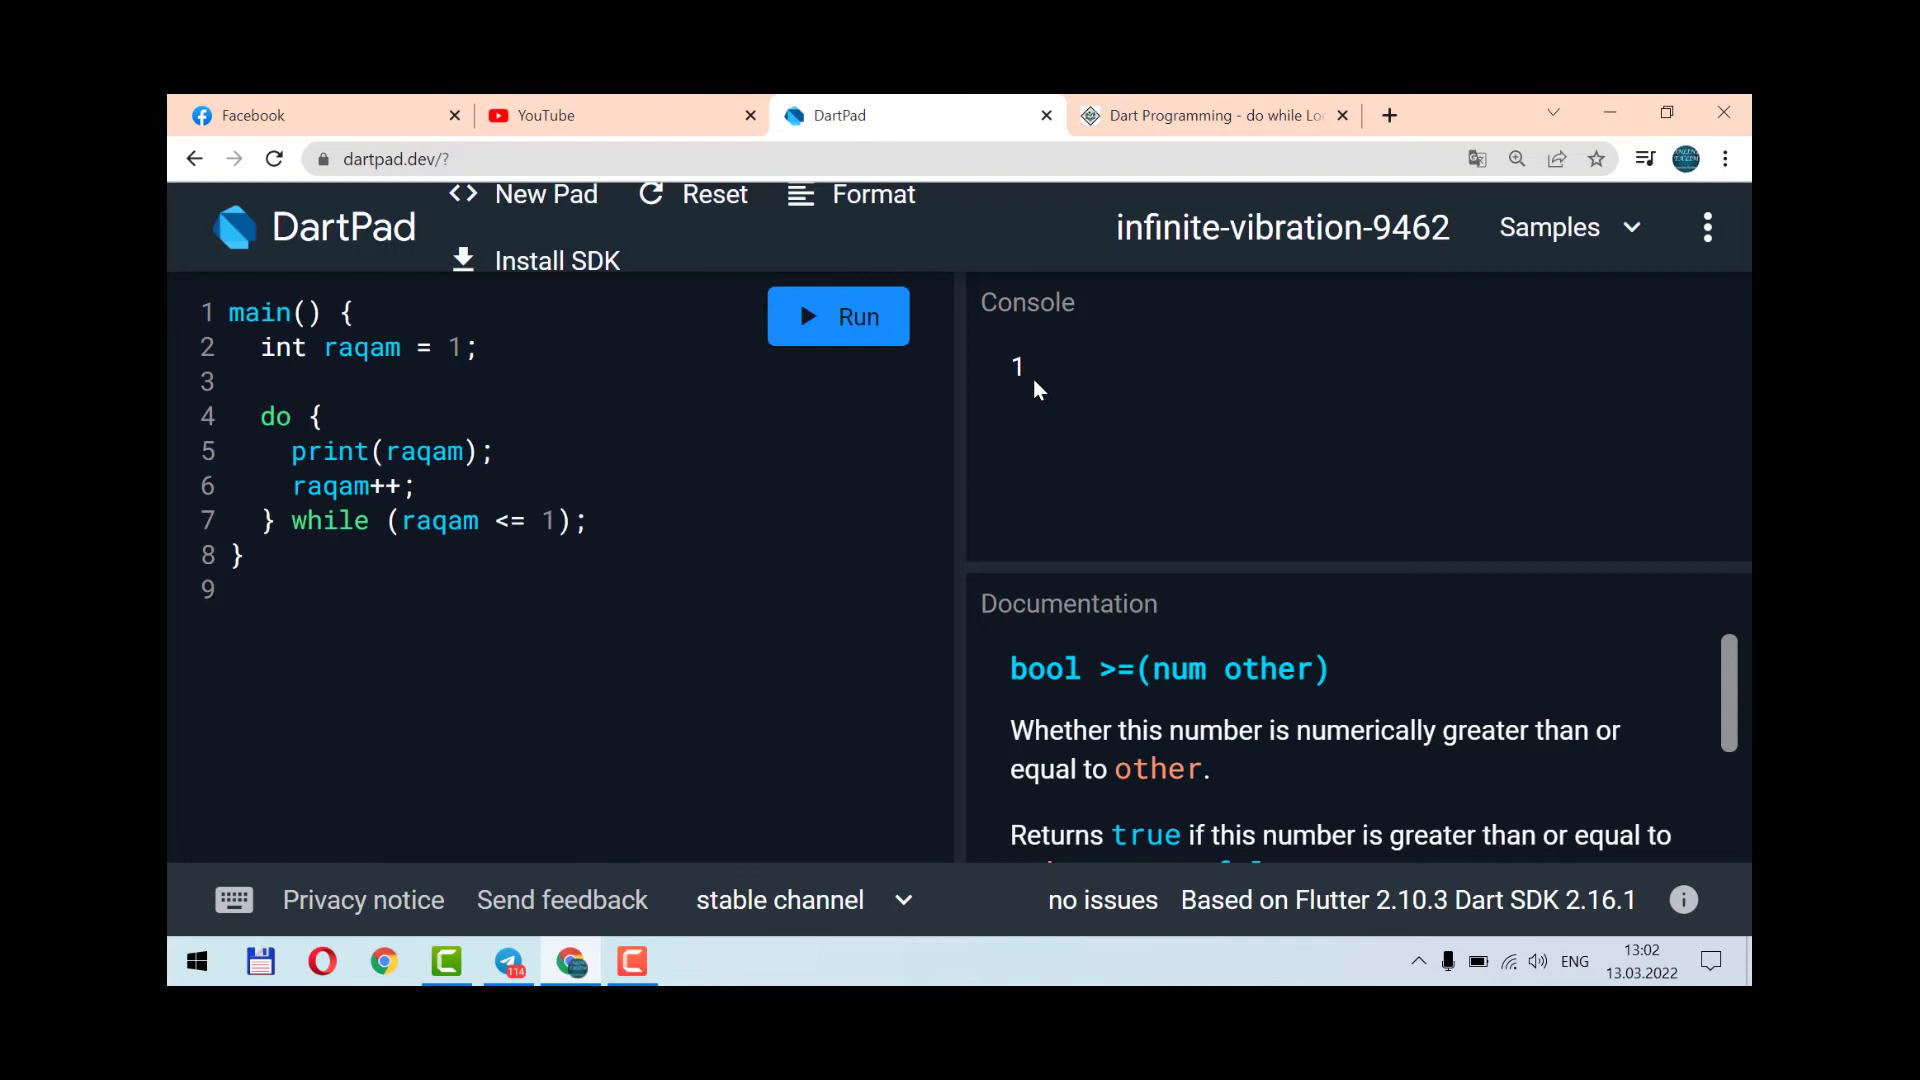 Facebook
YouTube
DartPad
Dart Programming - do while Lo
dartpad.dev/?
DartPad
New Pad
Reset
Format
Install SDK
infinite-vibration-9462
Samples
1 main() {
2   int raqam = 1;
3
4   do {
5     print(raqam);
6     raqam++;
7   } while (raqam <= 1);
8 }
9
Run
Console
1
Documentation
bool >=(num other)
Whether this number is numerically greater than or
equal to other.
Returns true if this number is greater than or equal to
Privacy notice
Send feedback
stable channel
no issues
Based on Flutter 2.10.3 Dart SDK 2.16.1
114
ENG
13:02
13.03.2022